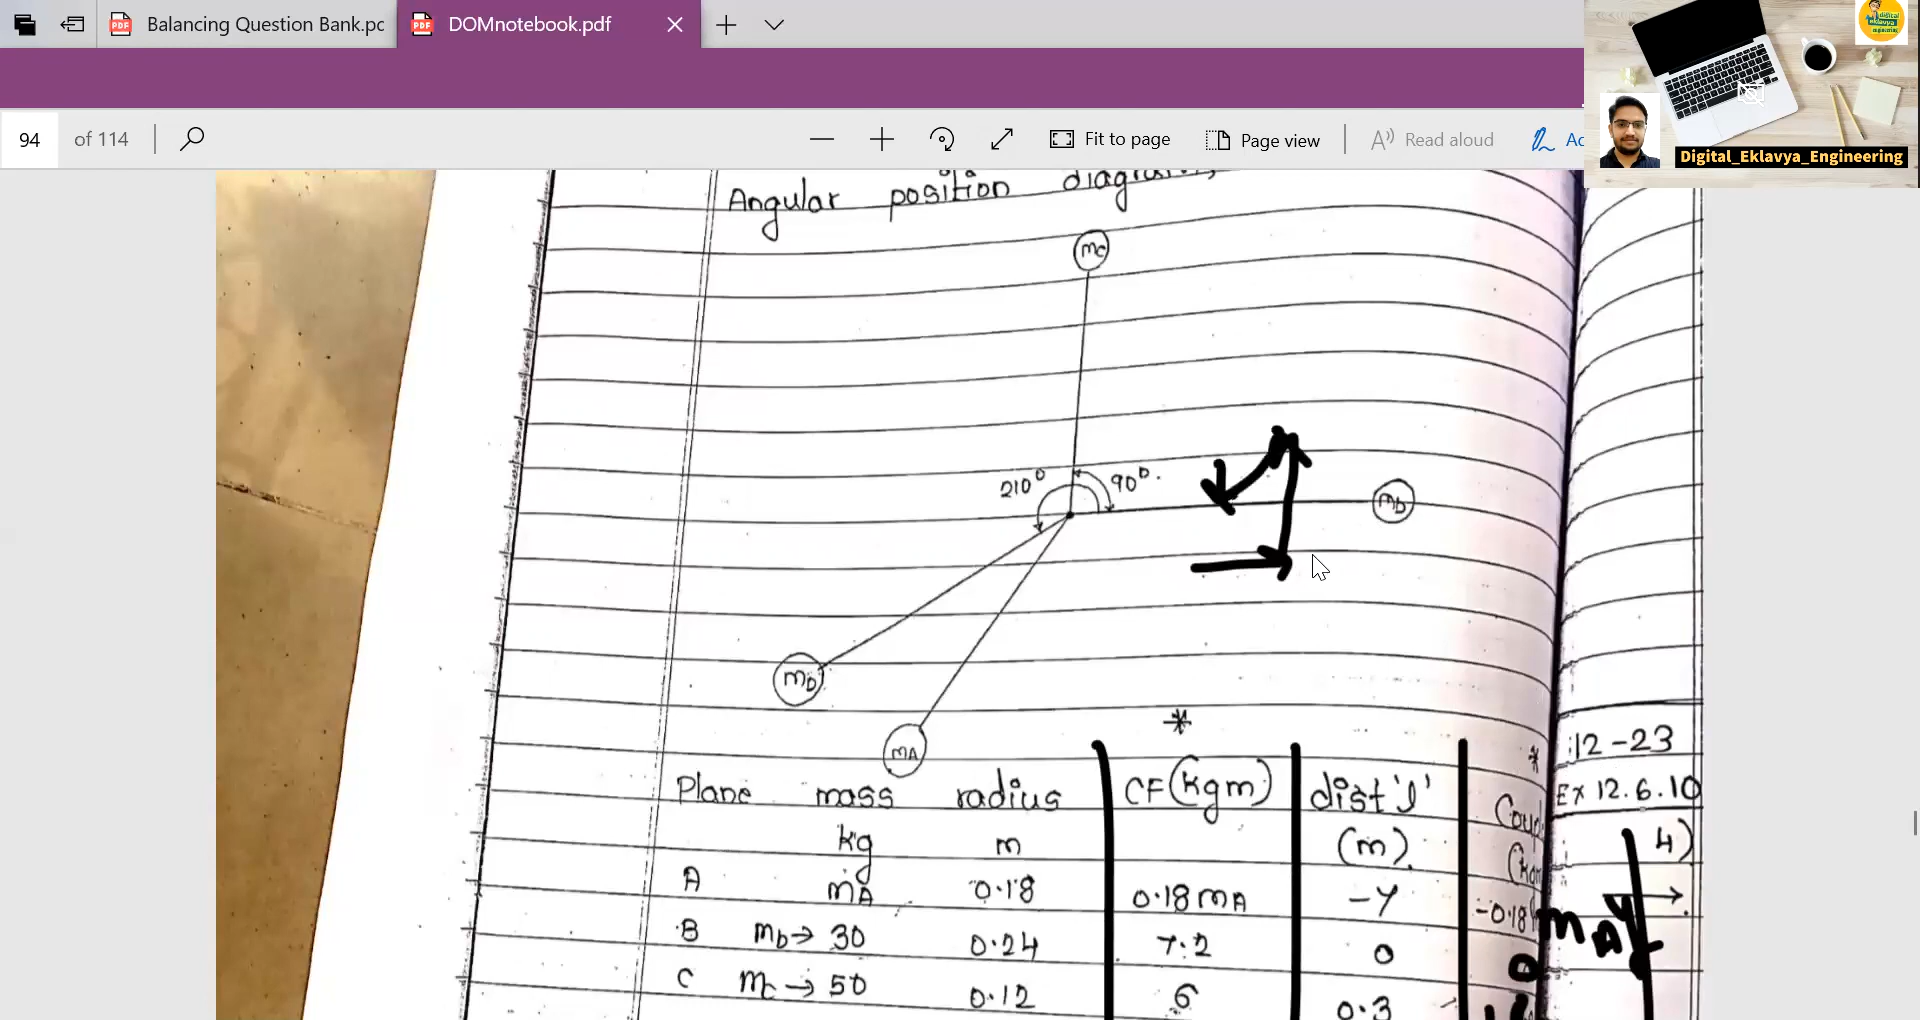 Balancing Question Bank.pc
DOMnotebook.pdf
94 of 114
Fit to page
Page view
Read aloud
Digital_Eklavya_Engineering
Angular position
mc
210°
90°.
mb
mD
mA
*
*
12-23
Plane mass radius CF(kgm) dist 'l'
Ex 12.6.10
kg m (m)
4)
A mA 0.18 0.18 mA -y -0.18 mAy
B mb→ 30 0.24 7.2 0 0
C mc→ 50 0.12 6 0.3